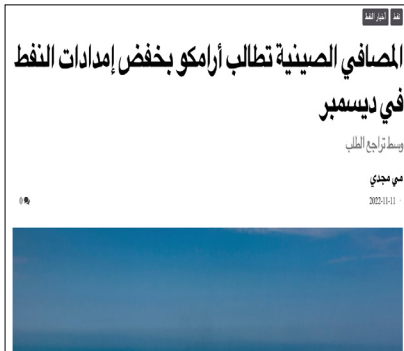 نفط أخبار النفط
المصافي الصينية تطالب أرامكو بخفض إمدادات النفط
في ديسمبر
وسط تراجع الطلب
مي مجدي
2022-11-11 0